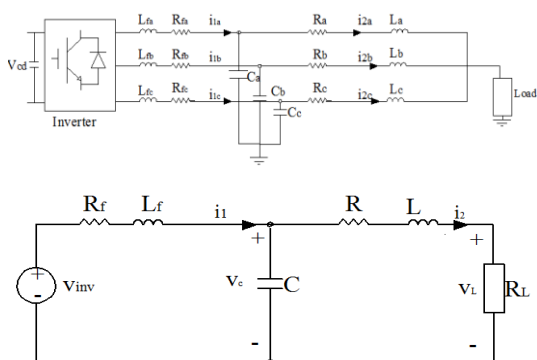 Lfa Rfa i1a Ra i2a La
Vcd
Lfb Rfb i1b Rb i2b Lb
Ca
Lfc Rfc i1c Cb Rc i2c Lc
Cc
Load
Inverter
Rf Lf i1 R L i2
+ +
+ Vinv - vc C vL RL
- -